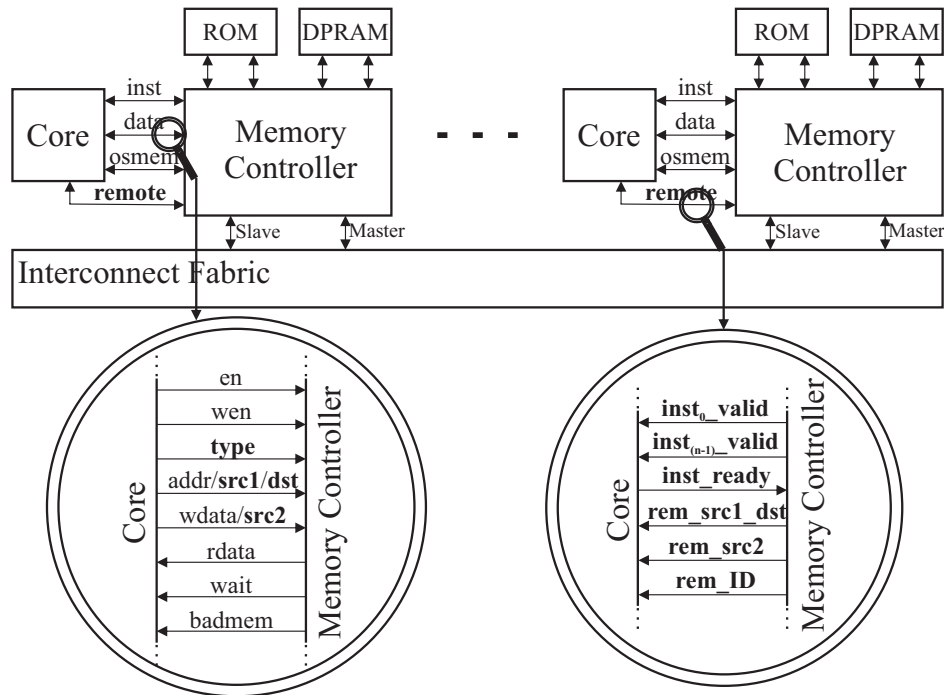 ROM
DPRAM
ROM
DPRAM
inst
data
osmem
remote
Core
Memory
Controller
- - -
inst
data
osmem
remote
Core
Memory
Controller
Slave
Master
Slave
Master
Interconnect Fabric
Core
en
wen
type
addr/src1/dst
wdata/src2
rdata
wait
badmem
Memory Controller
Core
inst₀_valid
inst₍ₙ₋₁₎_valid
inst_ready
rem_src1_dst
rem_src2
rem_ID
Memory Controller